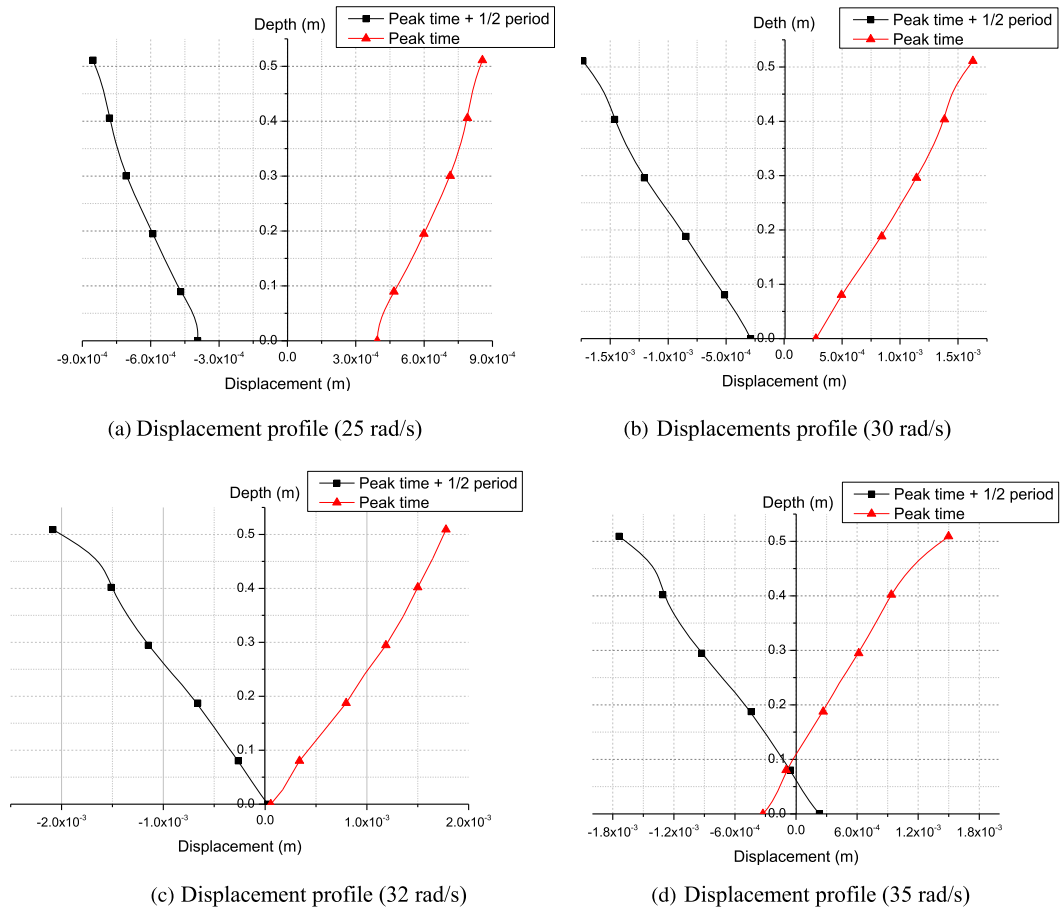 Depth (m)
Peak time + 1/2 period
Peak time
0.5
0.4
0.3
0.2
0.1
0.0
-9.0x10⁻⁴ -6.0x10⁻⁴ -3.0x10⁻⁴ 0.0 3.0x10⁻⁴ 6.0x10⁻⁴ 9.0x10⁻⁴
Displacement (m)
(a) Displacement profile (25 rad/s)
Deth (m)
Peak time + 1/2 period
Peak time
0.5
0.4
0.3
0.2
0.1
0.0
-1.5x10⁻³ -1.0x10⁻³ -5.0x10⁻⁴ 0.0 5.0x10⁻⁴ 1.0x10⁻³ 1.5x10⁻³
Displacement (m)
(b) Displacements profile (30 rad/s)
Depth (m)
Peak time + 1/2 period
Peak time
0.5
0.4
0.3
0.2
0.1
0.0
-2.0x10⁻³ -1.0x10⁻³ 0.0 1.0x10⁻³ 2.0x10⁻³
Displacement (m)
(c) Displacement profile (32 rad/s)
Depth (m)
Peak time + 1/2 period
Peak time
0.5
0.4
0.3
0.2
0.1
0.0
-1.8x10⁻³ -1.2x10⁻³ -6.0x10⁻⁴ 0.0 6.0x10⁻⁴ 1.2x10⁻³ 1.8x10⁻³
Displacement (m)
(d) Displacement profile (35 rad/s)